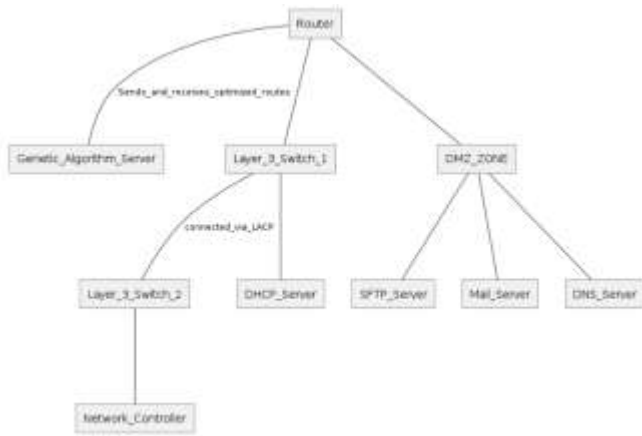 Router
Sends_and_receives_optimized_routes
Genetic_Algorithm_Server
Layer_3_Switch_1
DMZ_ZONE
connected_via_LACP
Layer_3_Switch_2
DHCP_Server
SFTP_Server
Mail_Server
DNS_Server
Network_Controller